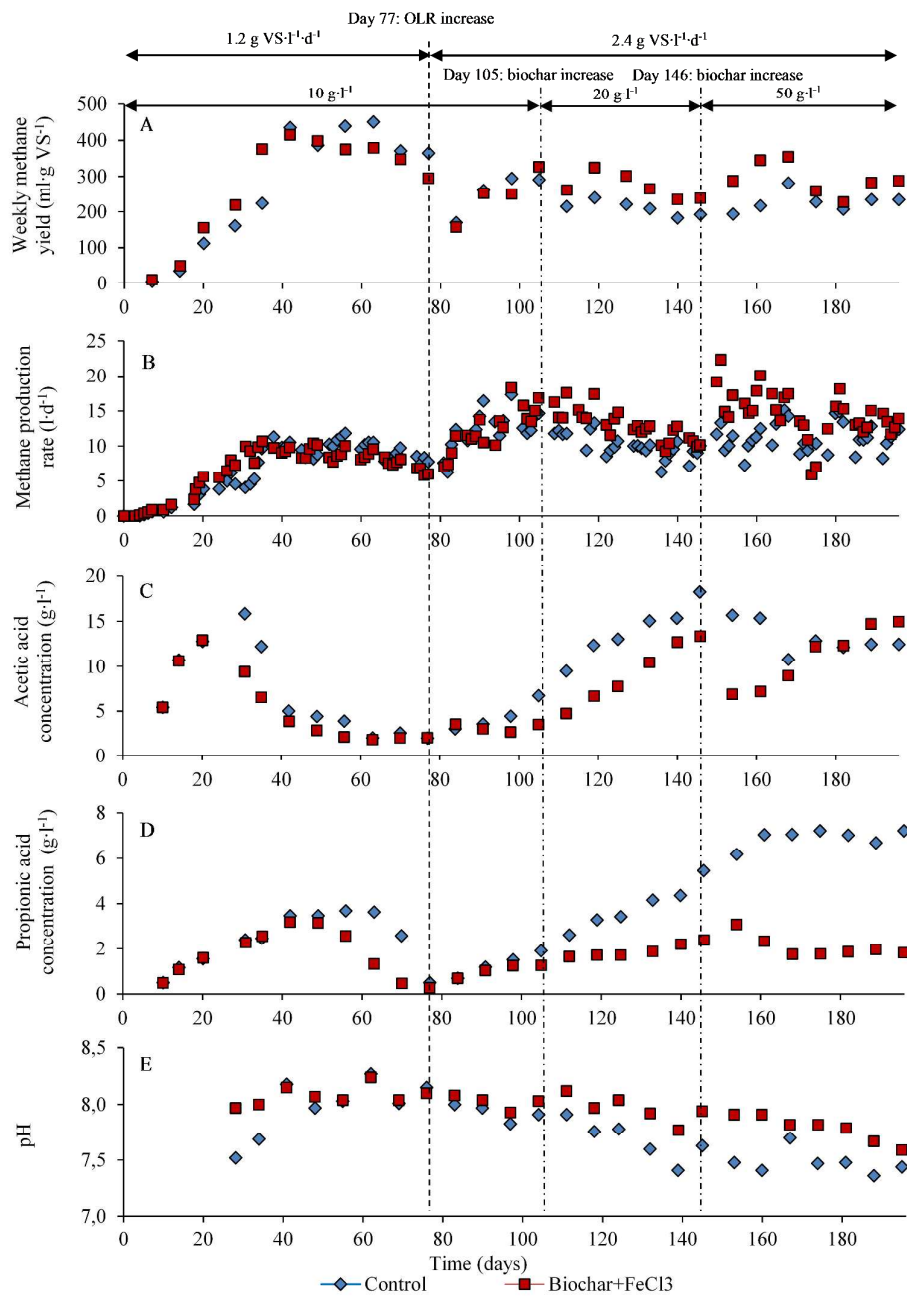 Day 77: OLR increase
1.2 g VS·l⁻¹·d⁻¹
2.4 g VS·l⁻¹·d⁻¹
Day 105: biochar increase
Day 146: biochar increase
10 g·l⁻¹
20 g·l⁻¹
50 g·l⁻¹
A
Weekly methane
yield (ml·g VS⁻¹)
500
400
300
200
100
0
0 20 40 60 80 100 120 140 160 180
B
Methane production
rate (l·d⁻¹)
25
20
15
10
5
0
0 20 40 60 80 100 120 140 160 180
C
Acetic acid
concentration (g·l⁻¹)
20
15
10
5
0
0 20 40 60 80 100 120 140 160 180
D
Propionic acid
concentration (g·l⁻¹)
8
6
4
2
0
0 20 40 60 80 100 120 140 160 180
E
pH
8,5
8,0
7,5
7,0
0 20 40 60 80 100 120 140 160 180
Time (days)
Control
Biochar+FeCl3